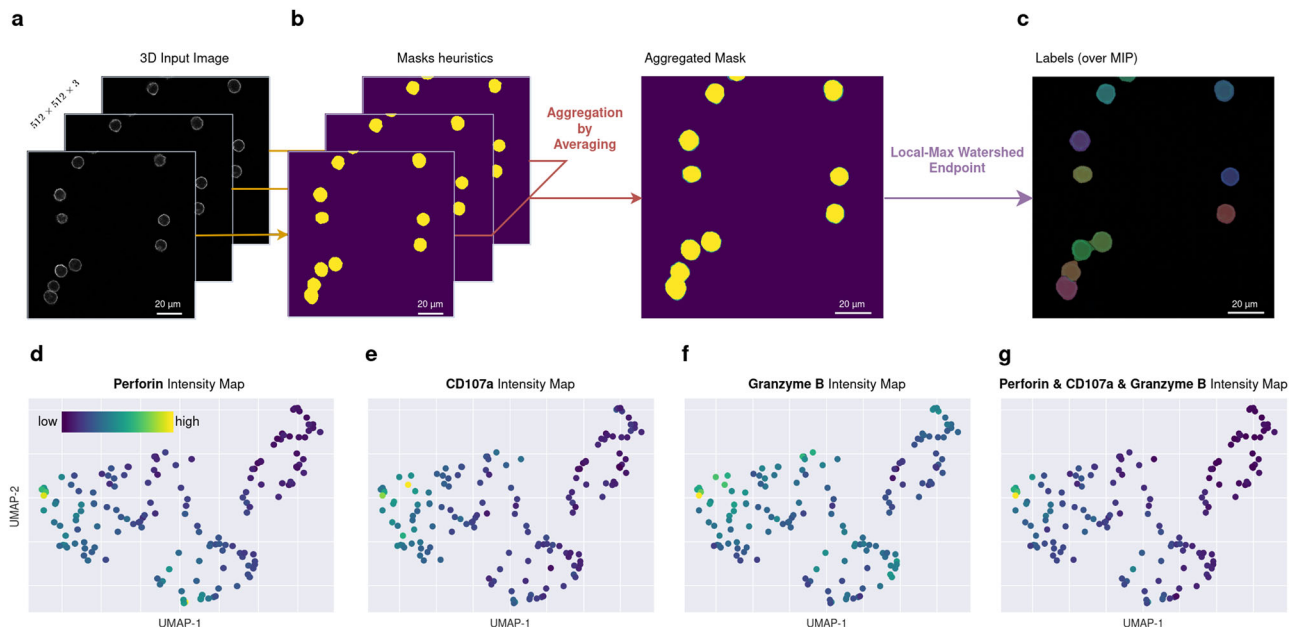 a
b
c
3D Input Image
Masks heuristics
Aggregated Mask
Labels (over MIP)
512 × 512 × 3
Aggregation
by
Averaging
Local-Max Watershed
Endpoint
20 µm
20 µm
20 µm
20 µm
d
e
f
g
Perforin Intensity Map
CD107a Intensity Map
Granzyme B Intensity Map
Perforin & CD107a & Granzyme B Intensity Map
low
high
UMAP-2
UMAP-1
UMAP-1
UMAP-1
UMAP-1